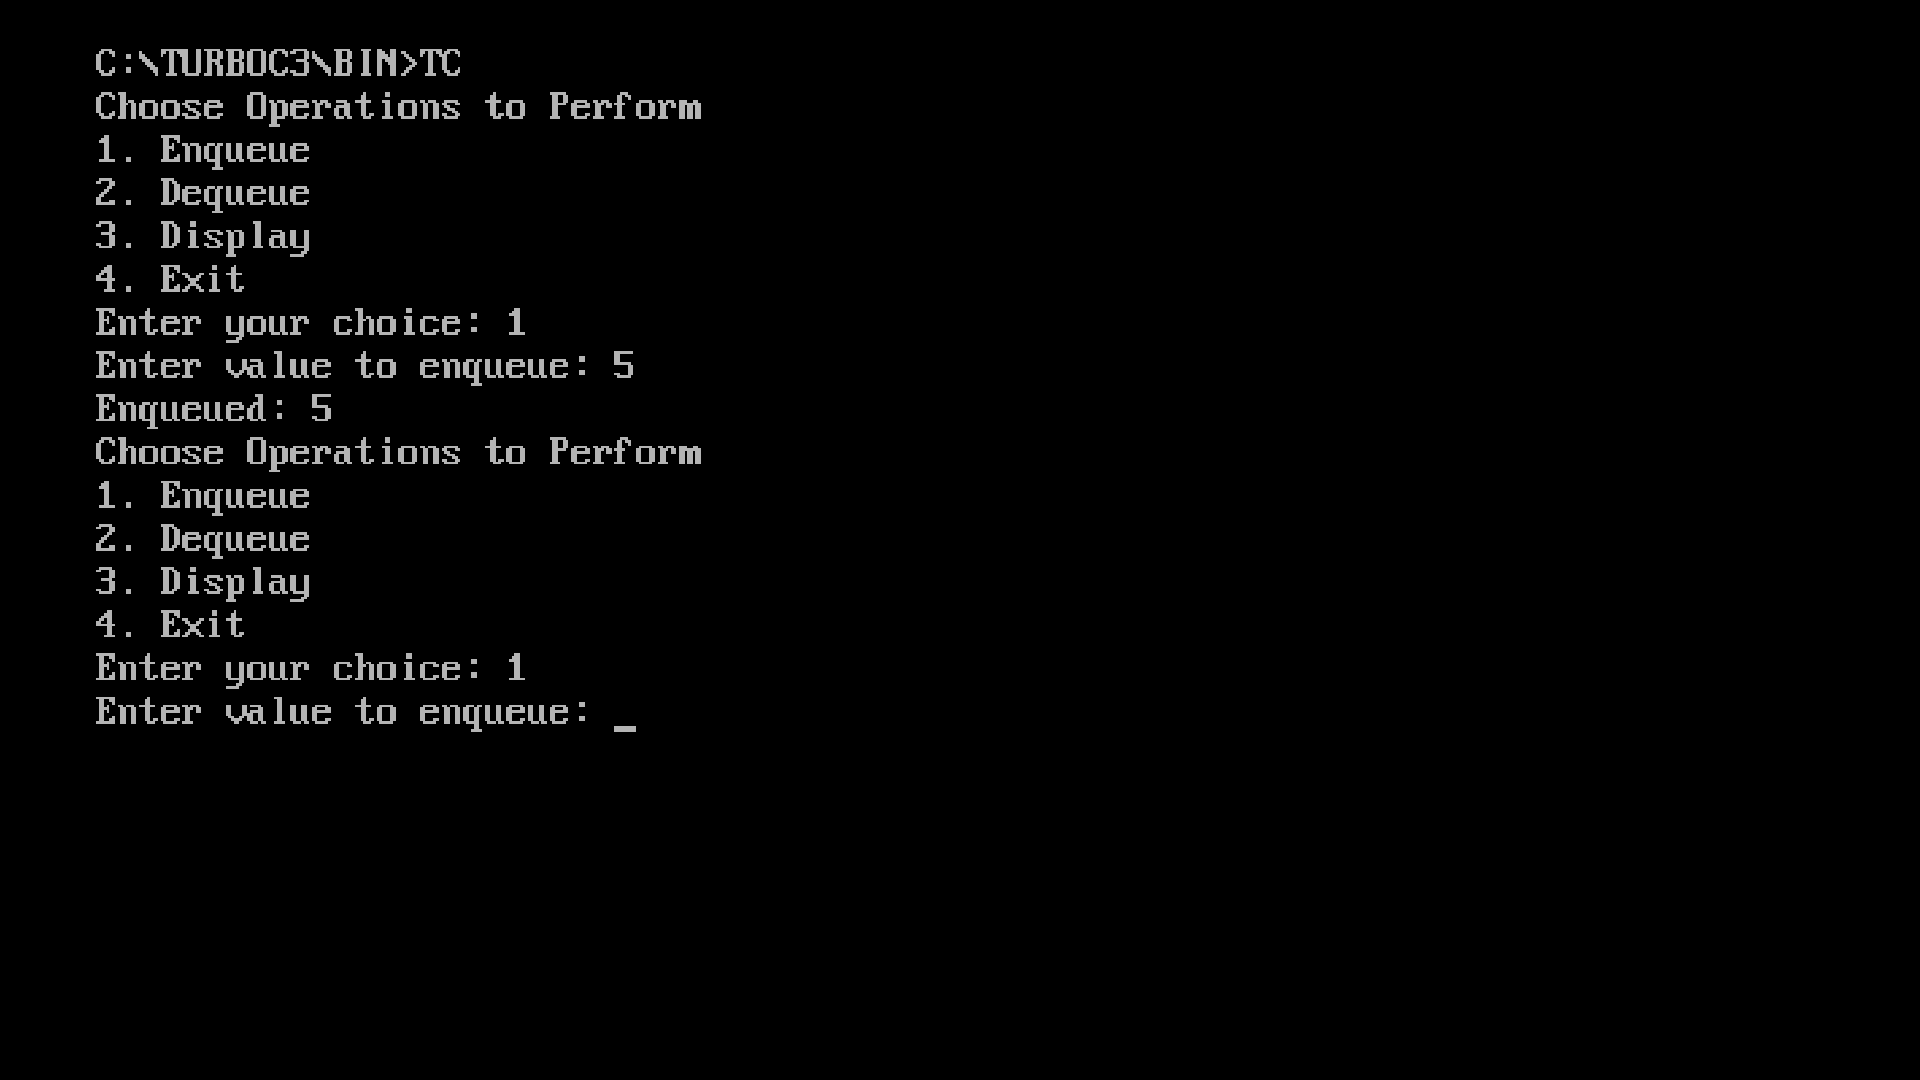 C:\TURBOC3\BIN>TC
Choose Operations to Perform
1. Enqueue
2. Dequeue
3. Display
4. Exit
Enter your choice: 1
Enter value to enqueue: 5
Enqueued: 5
Choose Operations to Perform
1. Enqueue
2. Dequeue
3. Display
4. Exit
Enter your choice: 1
Enter value to enqueue: _